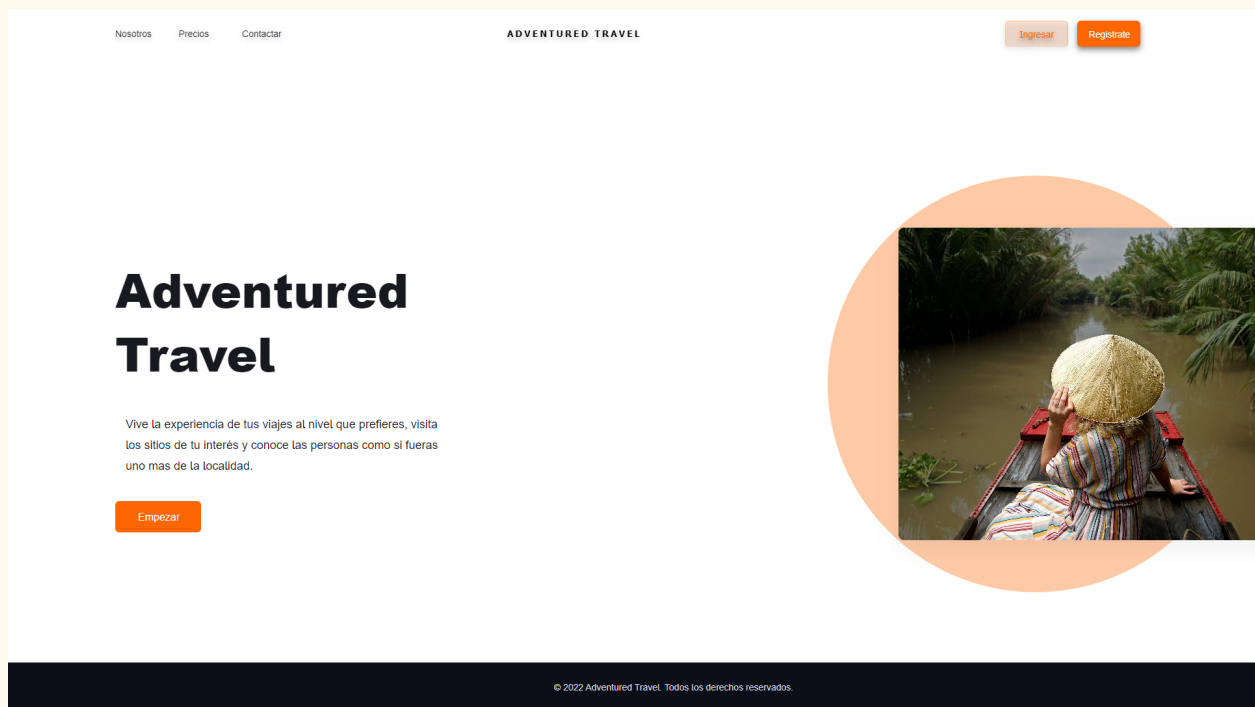 Nosotros Precios Contactar ADVENTURED TRAVEL Ingresar Registrate
Adventured
Travel
Vive la experiencia de tus viajes al nivel que prefieres, visita
los sitios de tu interés y conoce las personas como si fueras
uno mas de la localidad.
Empezar
© 2022 Adventured Travel. Todos los derechos reservados.